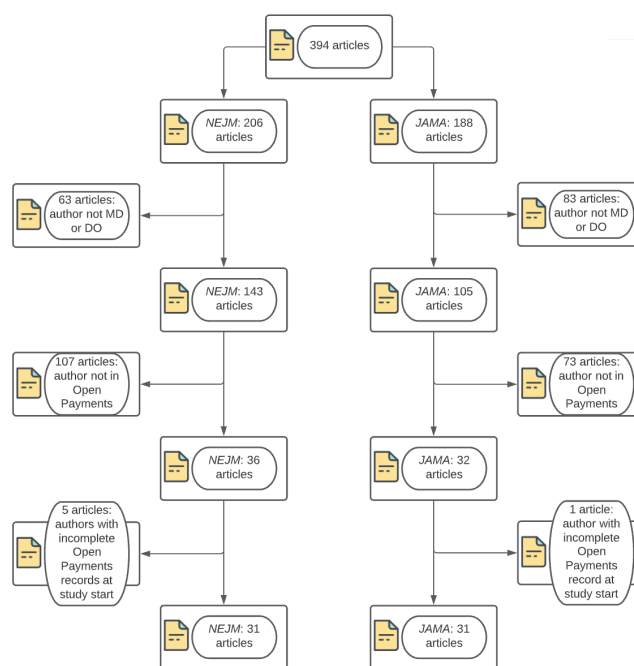 394 articles
NEJM: 206
articles
JAMA: 188
articles
63 articles:
author not MD
or DO
83 articles:
author not MD
or DO
NEJM: 143
articles
JAMA: 105
articles
107 articles:
author not in
Open
Payments
73 articles:
author not in
Open
Payments
NEJM: 36
articles
JAMA: 32
articles
5 articles:
authors with
incomplete
Open
Payments
records at
study start
1 article:
author with
incomplete
Open
Payments
record at
study start
NEJM: 31
articles
JAMA: 31
articles